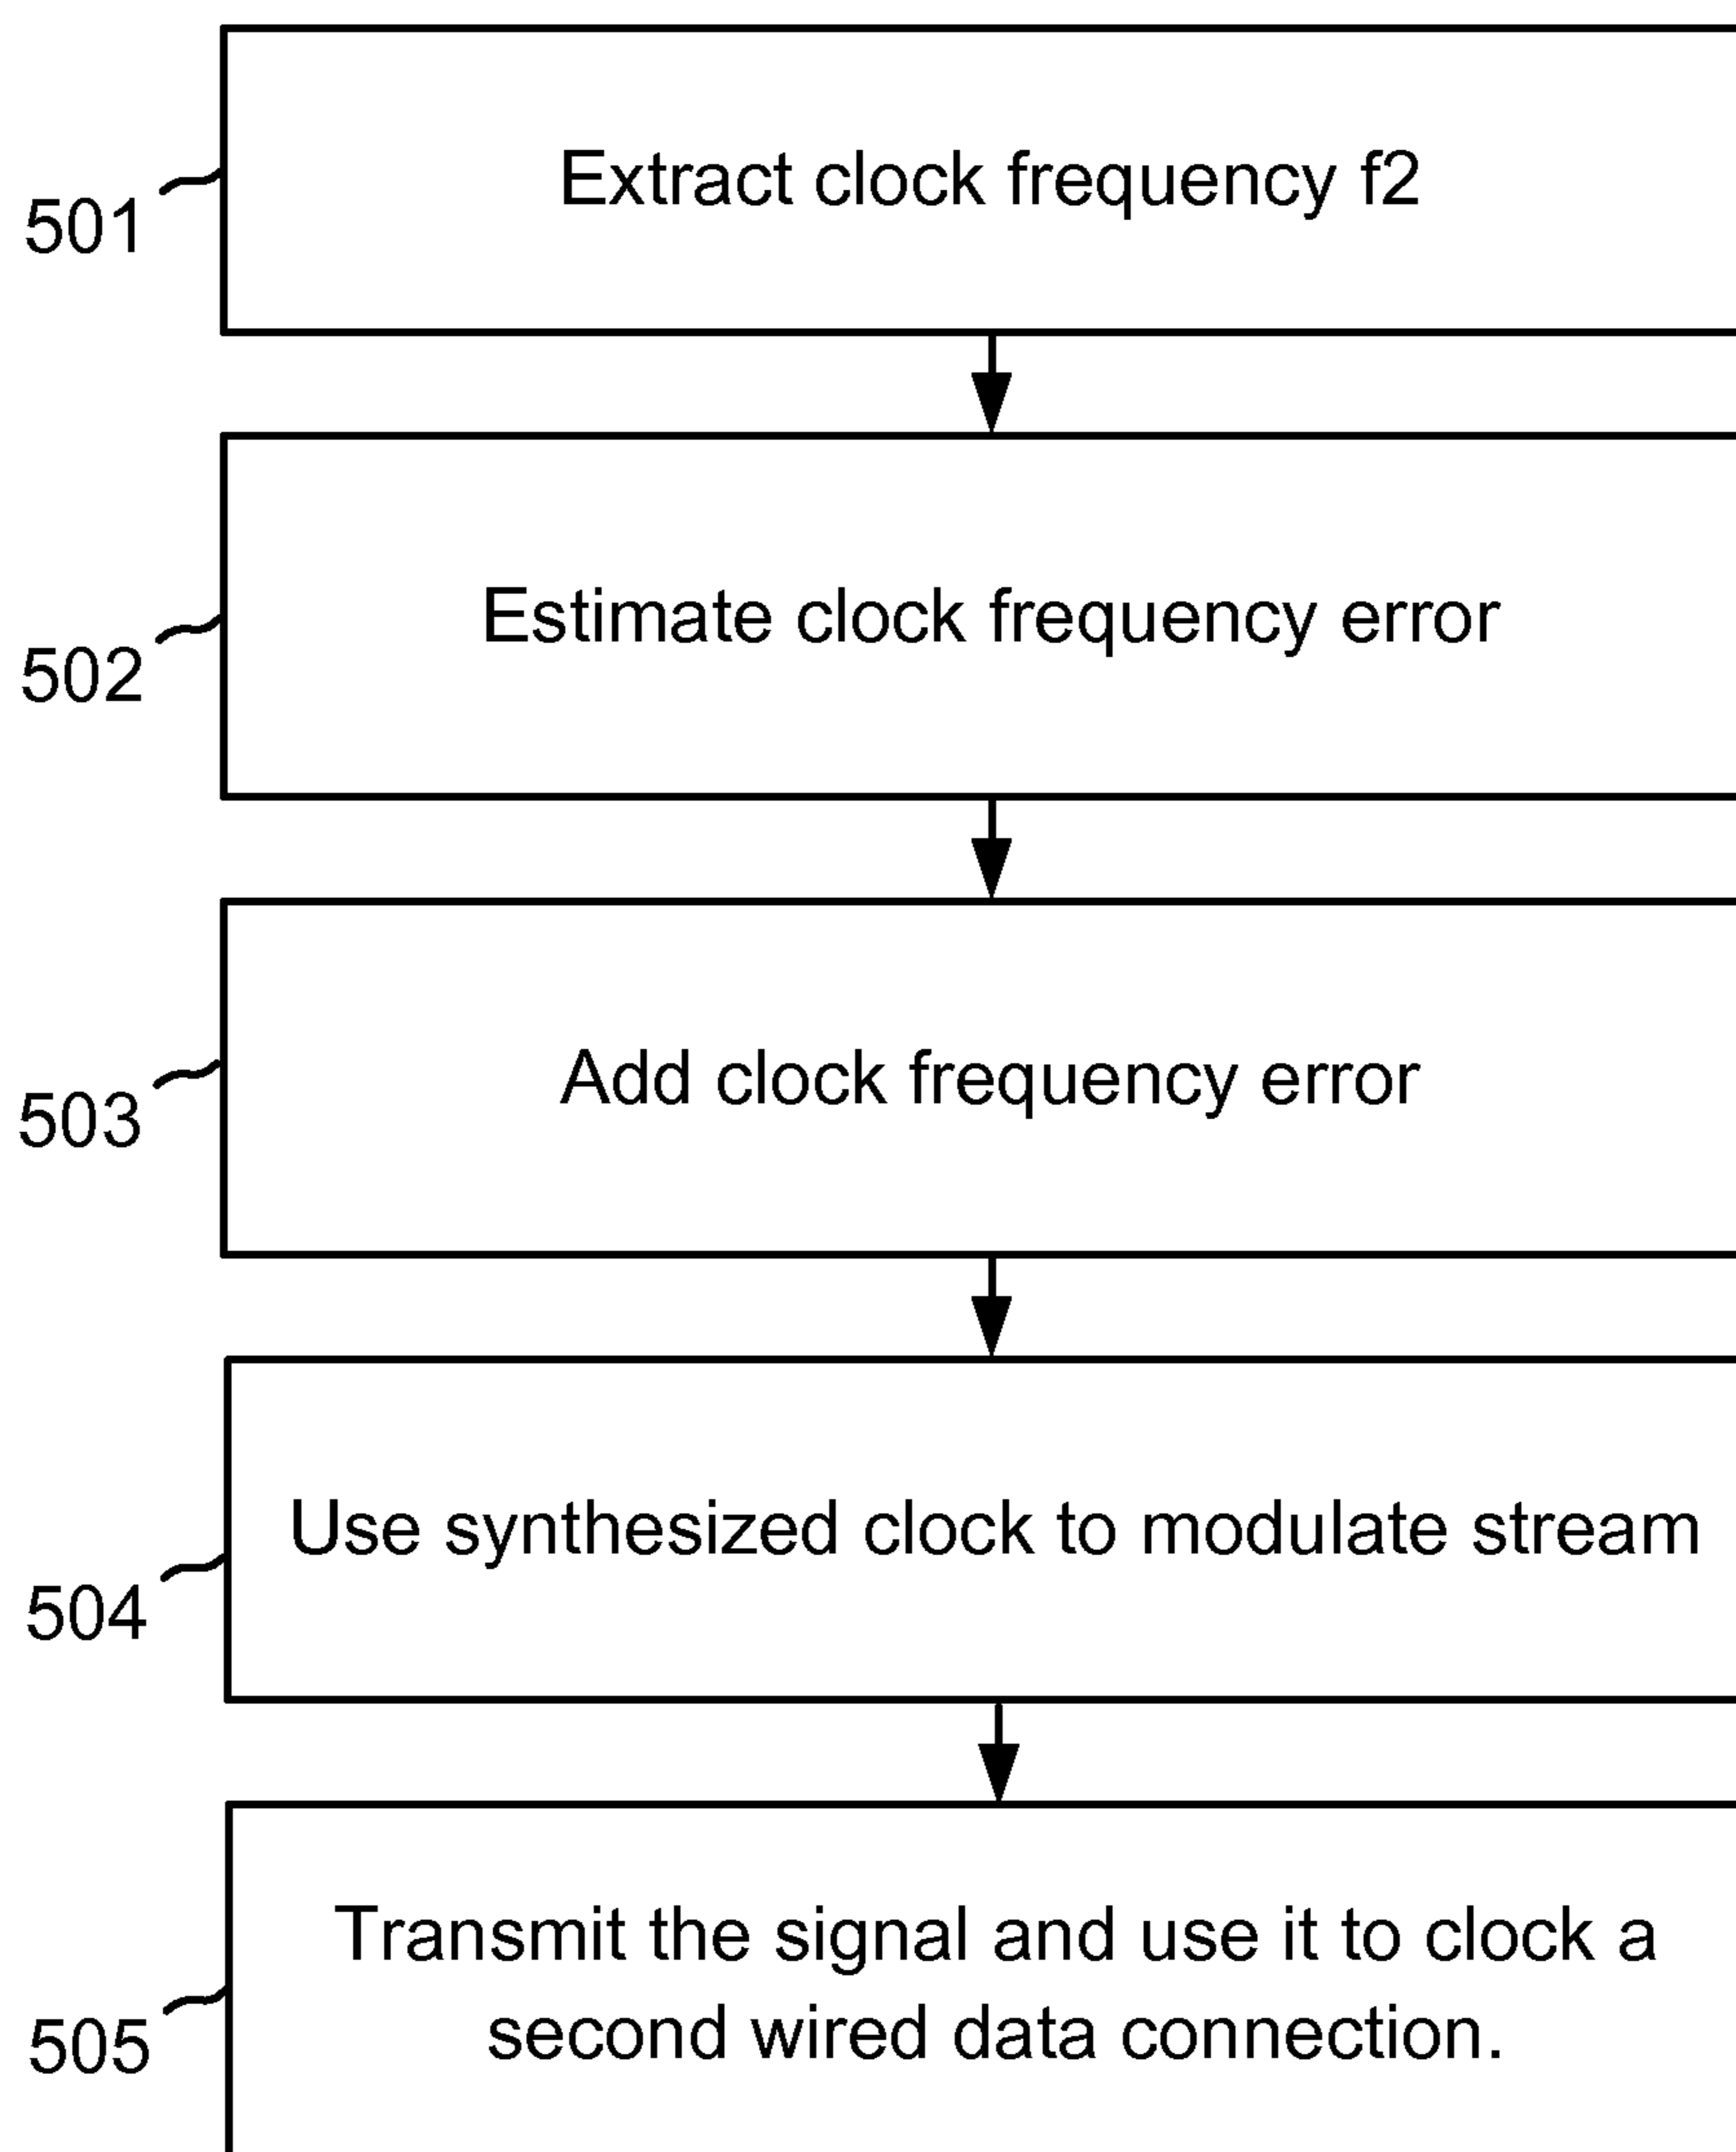 Extract clock frequency f2
501
Estimate clock frequency error
502
Add clock frequency error
503
Use synthesized clock to modulate stream
504
Transmit the signal and use it to clock a
second wired data connection.
505